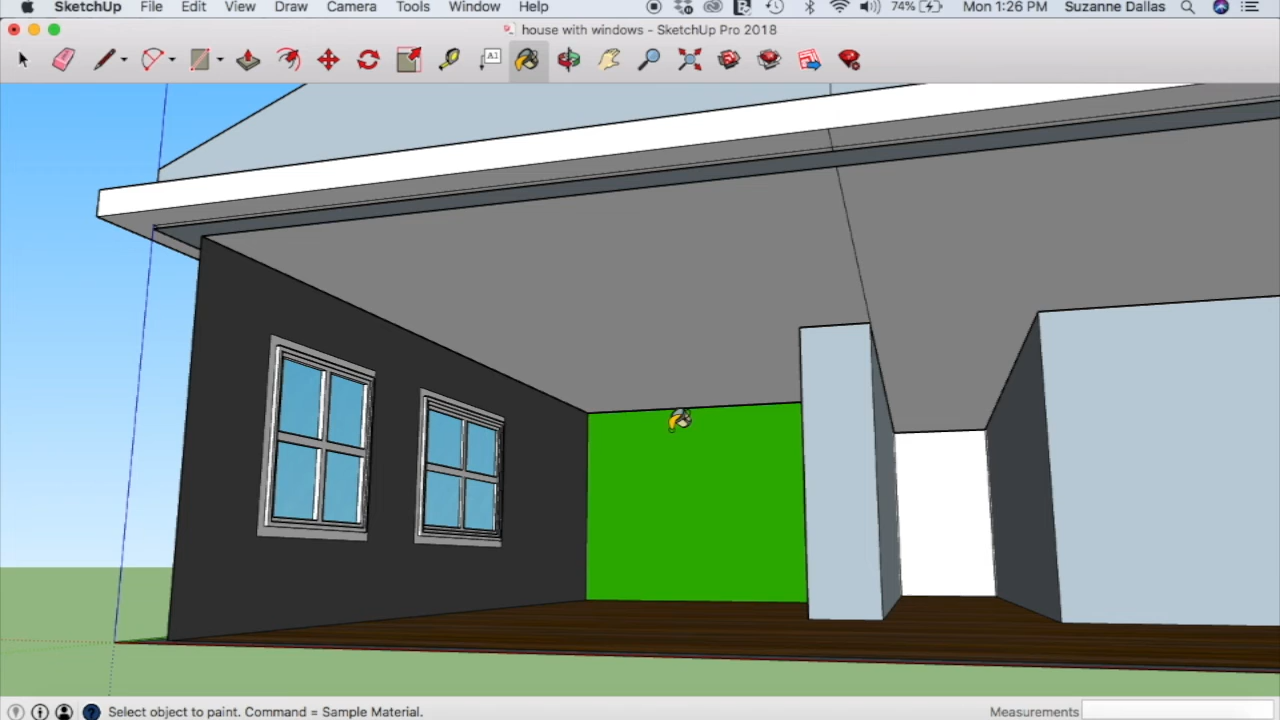 SketchUp File Edit View Draw Camera Tools Window Help 74% Mon 1:26 PM Suzanne Dallas
house with windows - SketchUp Pro 2018
A1
Select object to paint. Command = Sample Material.
Measurements